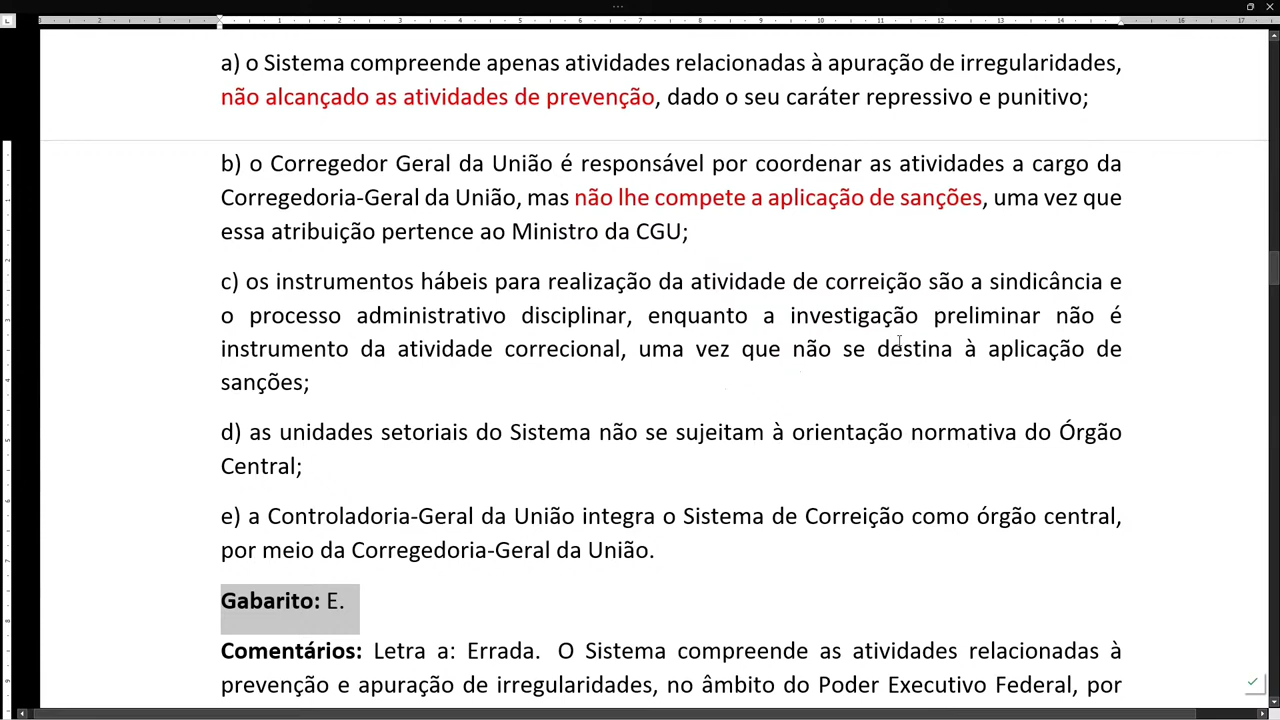 a) o Sistema compreende apenas atividades relacionadas à apuração de irregularidades,
não alcançado as atividades de prevenção, dado o seu caráter repressivo e punitivo;
b) o Corregedor Geral da União é responsável por coordenar as atividades a cargo da
Corregedoria-Geral da União, mas não lhe compete a aplicação de sanções, uma vez que
essa atribuição pertence ao Ministro da CGU;
c) os instrumentos hábeis para realização da atividade de correição são a sindicância e
o processo administrativo disciplinar, enquanto a investigação preliminar não é
instrumento da atividade correcional, uma vez que não se destina à aplicação de
sanções;
d) as unidades setoriais do Sistema não se sujeitam à orientação normativa do Órgão
Central;
e) a Controladoria-Geral da União integra o Sistema de Correição como órgão central,
por meio da Corregedoria-Geral da União.
Gabarito: E.
Comentários: Letra a: Errada. O Sistema compreende as atividades relacionadas à
prevenção e apuração de irregularidades, no âmbito do Poder Executivo Federal, por